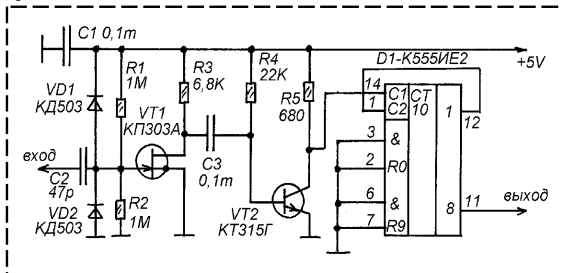 C1 0,1m
VD1
КД503
R1
1M
R3
6,8K
R4
22K
D1-К555ИЕ2
+5V
R5
680
VT1
КП303А
C3
0,1m
вход
C2
47p
VD2
КД503
R2
1M
VT2
КТ315Г
14
C1
CT
1
C2
10
1
12
3
&
2
R0
6
&
7
R9
8
11
выход